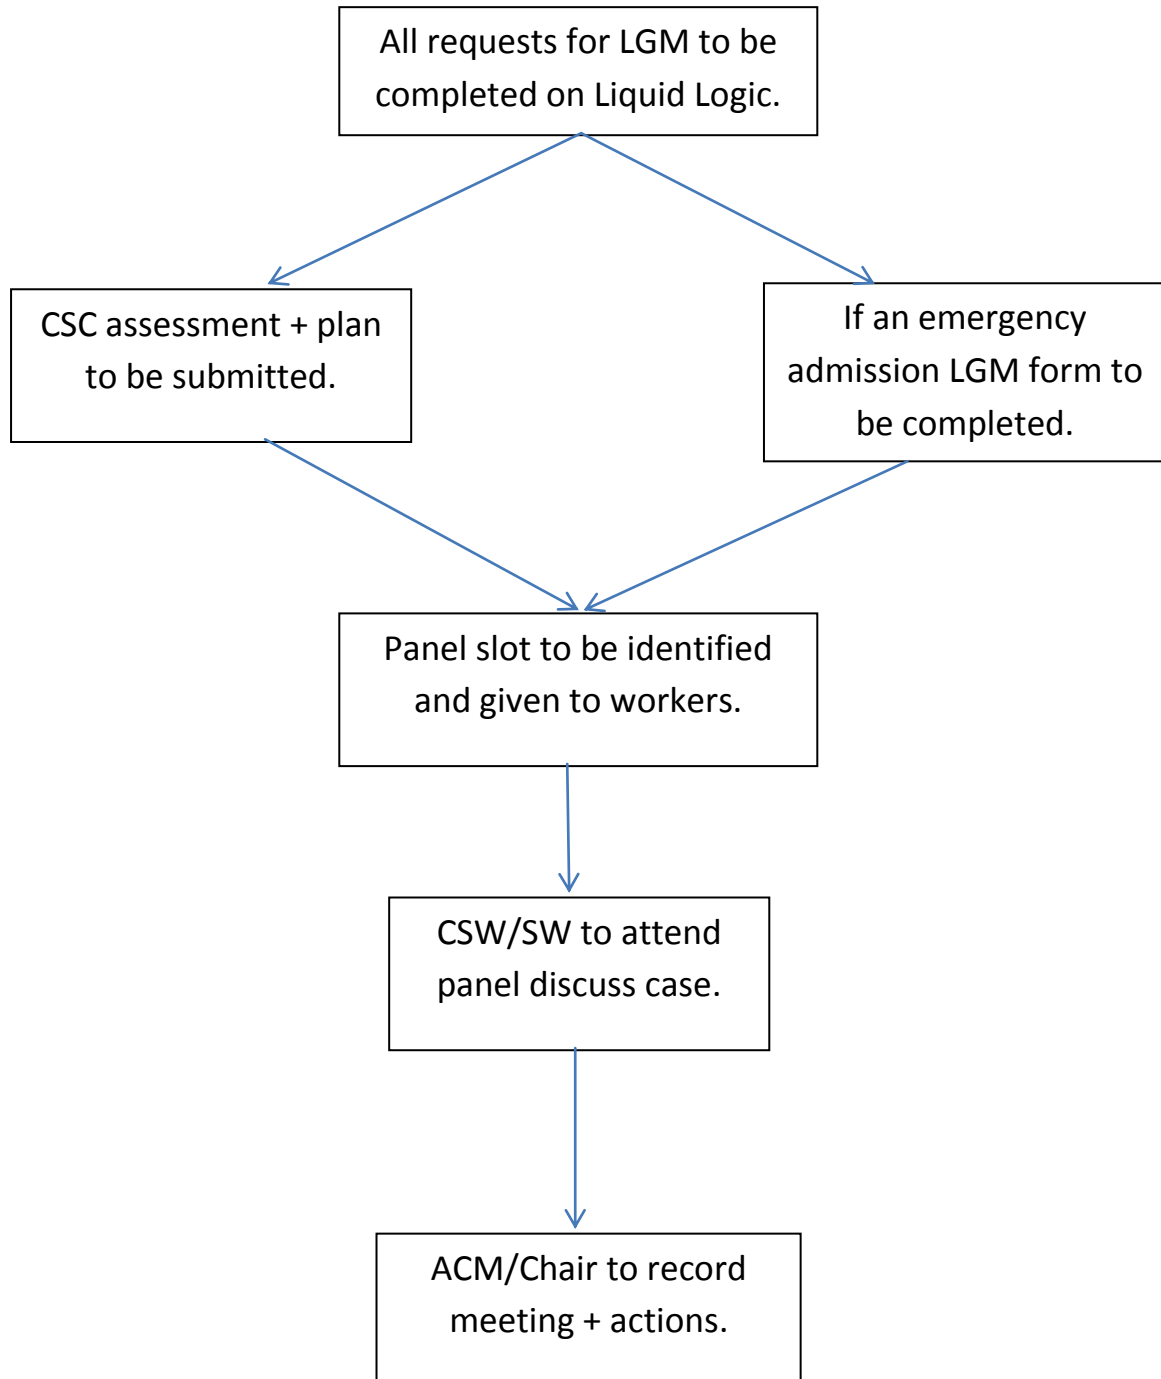 All requests for LGM to be
completed on Liquid Logic.
CSC assessment + plan
to be submitted.
If an emergency
admission LGM form to
be completed.
Panel slot to be identified
and given to workers.
CSW/SW to attend
panel discuss case.
ACM/Chair to record
meeting + actions.